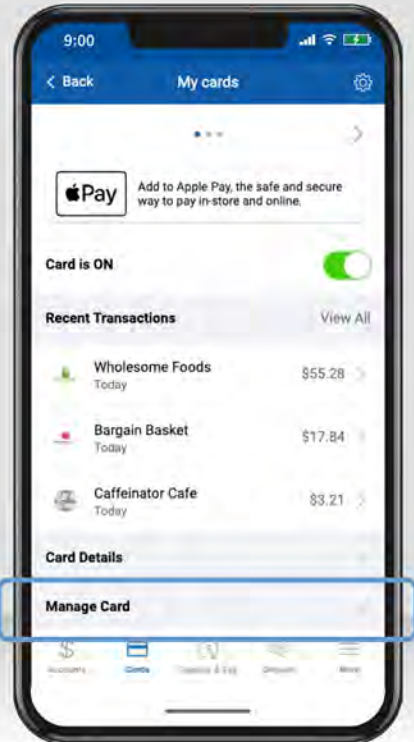 9:00
Back
My cards
Pay
Add to Apple Pay, the safe and secure
way to pay in-store and online.
Card is ON
Recent Transactions
View All
Wholesome Foods
$55.28
Today
Bargain Basket
$17.84
Today
Caffeinator Cafe
$3.21
Today
Card Details
Manage Card
Accounts
Cards
Deposit
More